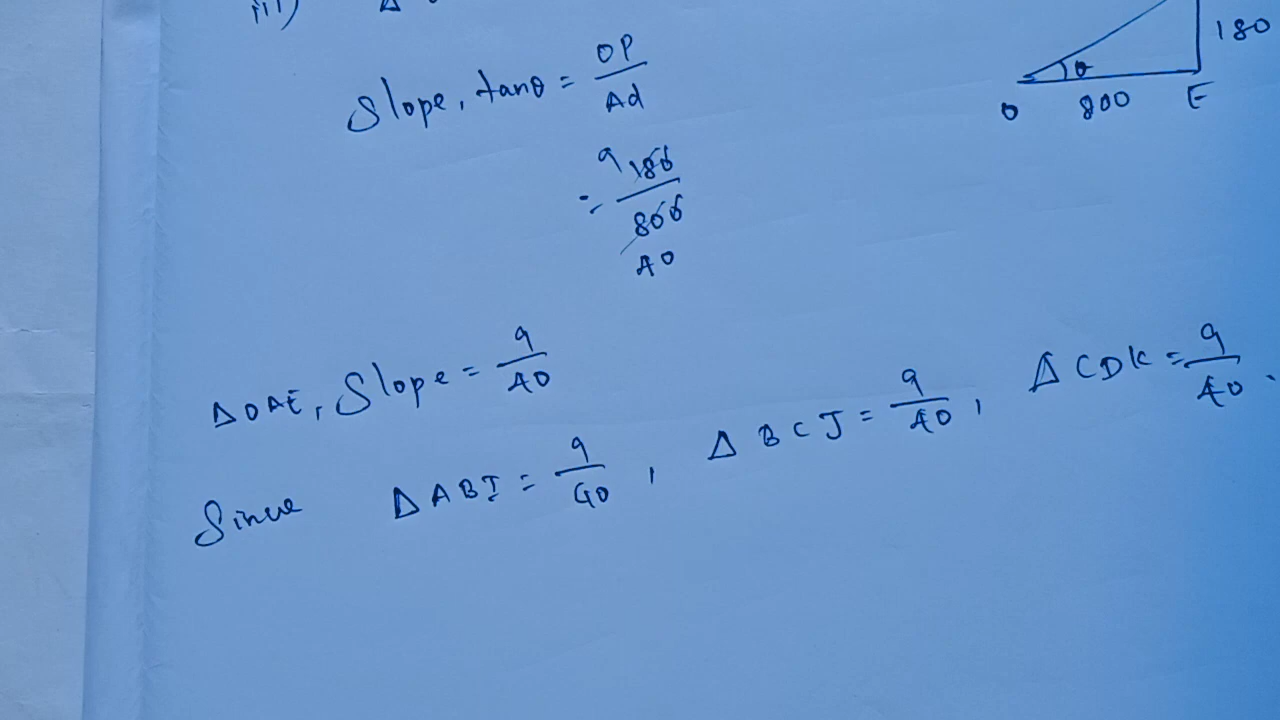 iii) Δ
Slope, tanθ = OP/Ad
180
θ
O 800 E
= 9 180/800 40
ΔOAE, Slope = 9/40
Since ΔABI = 9/40, ΔBCJ = 9/40, ΔCDK = 9/40.